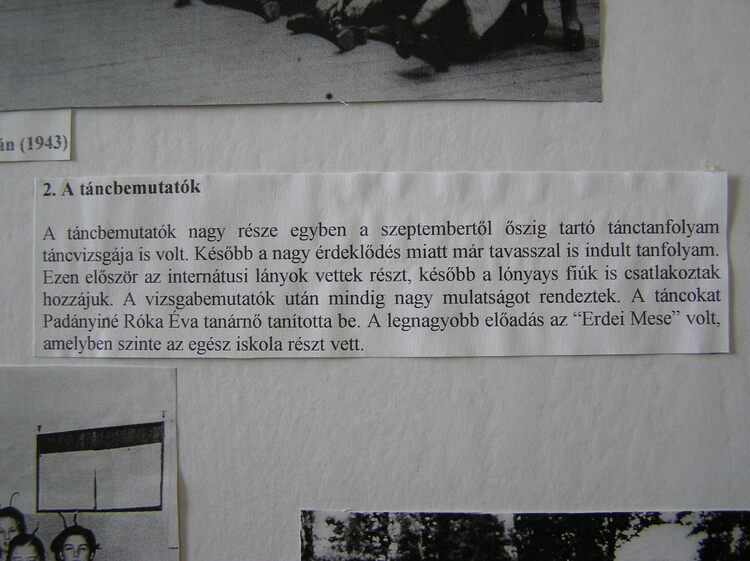 án (1943)
2. A táncbemutatók
A táncbemutatók nagy része egyben a szeptembertől őszig tartó tánctanfolyam
táncvizsgája is volt. Később a nagy érdeklődés miatt már tavasszal is indult tanfolyam.
Ezen először az internátusi lányok vettek részt, később a lónyays fiúk is csatlakoztak
hozzájuk. A vizsgabemutatók után mindig nagy mulatságot rendeztek. A táncokat
Padányiné Róka Éva tanárnő tanította be. A legnagyobb előadás az “Erdei Mese” volt,
amelyben szinte az egész iskola részt vett.